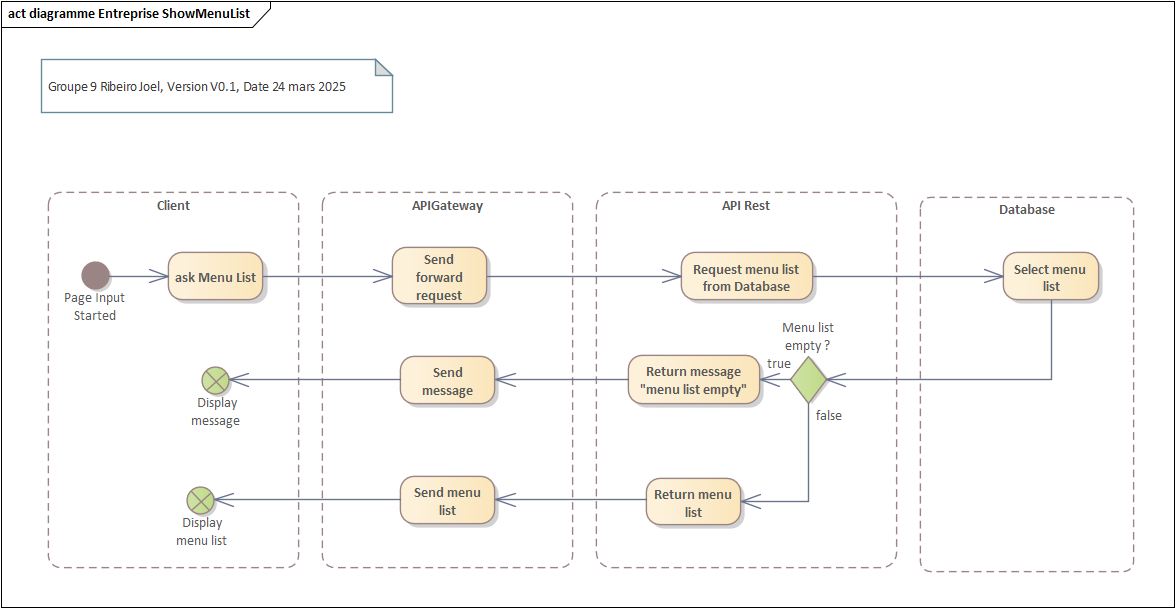 act diagramme Entreprise ShowMenuList
Groupe 9 Ribeiro Joel, Version V0.1, Date 24 mars 2025
Client
APIGateway
API Rest
Database
Page Input
Started
ask Menu List
Send
forward
request
Request menu list
from Database
Select menu
list
Menu list
empty ?
true
false
Return message
"menu list empty"
Send
message
Display
message
Return menu
list
Send menu
list
Display
menu list